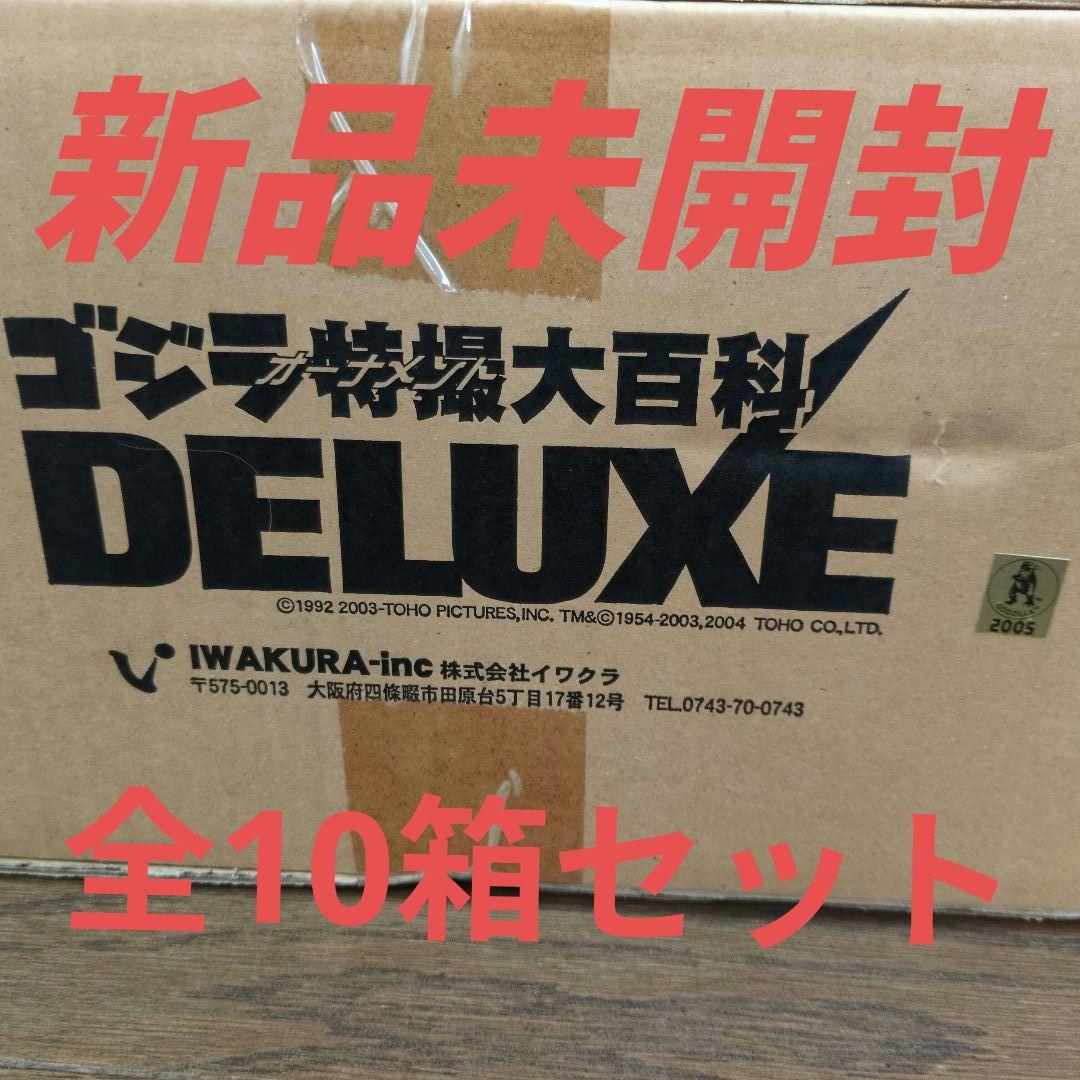 新品未開封
ゴジラ特撮大百科
オーナメント
DELUXE
©1992 2003-TOHO PICTURES,INC. TM&©1954-2003,2004 TOHO CO.,LTD.
IWAKURA-inc 株式会社イワクラ
〒575-0013 大阪府四條畷市田原台5丁目17番12号 TEL.0743-70-0743
2005
全10箱セット